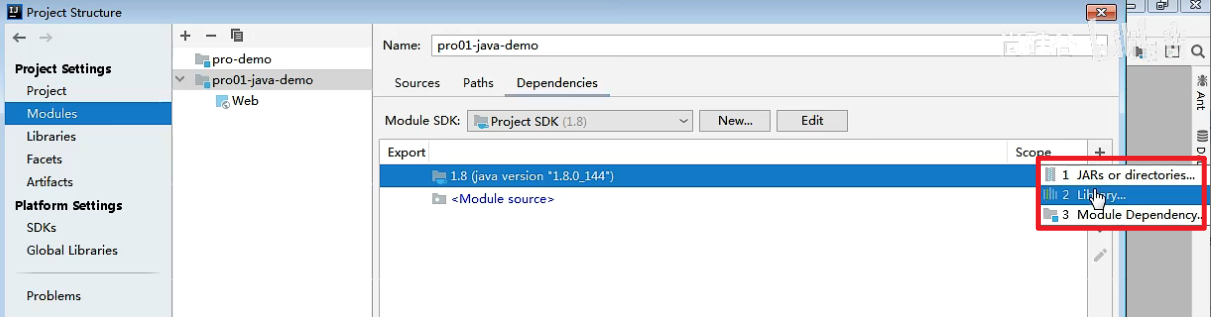 Project Structure
Project Settings
Project
Modules
Libraries
Facets
Artifacts
Platform Settings
SDKs
Global Libraries
Problems
pro-demo
pro01-java-demo
Web
Name: pro01-java-demo
Sources Paths Dependencies
Module SDK: Project SDK (1.8) New... Edit
Export Scope
1.8 (java version "1.8.0_144")
<Module source>
1 JARs or directories...
2 Library...
3 Module Dependency..
Ant